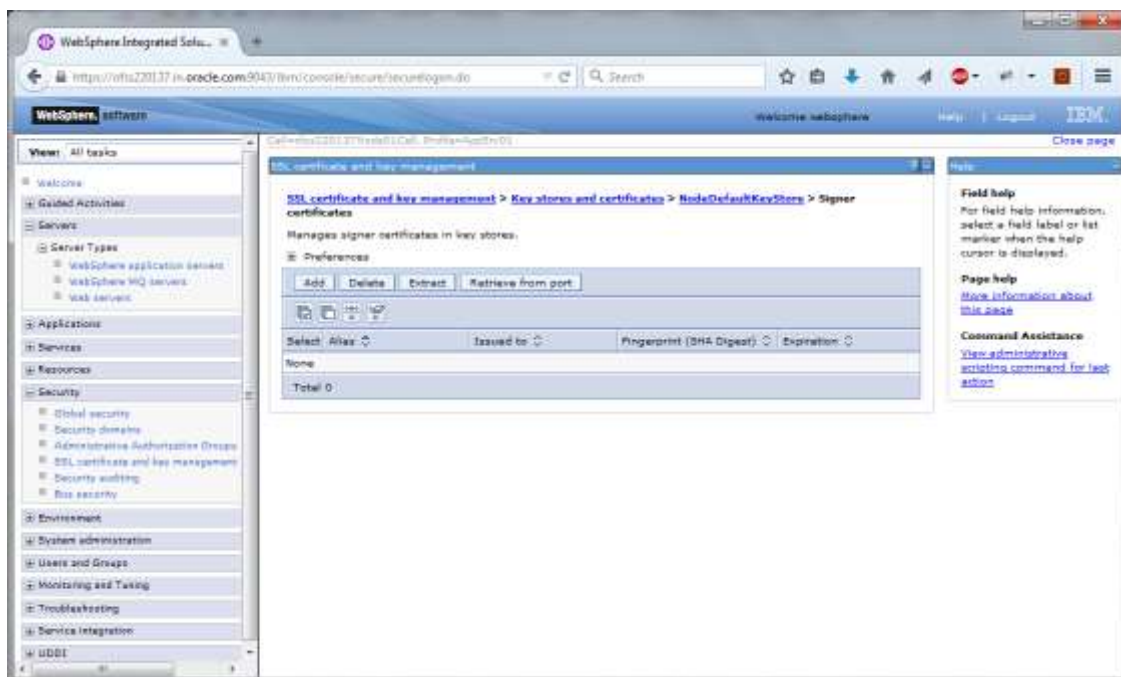 WebSphere Integrated Solu...
.oracle.com:9043/ibm/console/secure/securelogon.do
Search
WebSphere. software
Welcome websphere
Help | Logout
IBM.
View: All tasks
Close page
Welcome
Guided Activities
Servers
Server Types
WebSphere application servers
WebSphere MQ servers
Web servers
Applications
Services
Resources
Security
Global security
Security domains
Administrative Authorization Groups
SSL certificate and key management
Security auditing
Bus security
Environment
System administration
Users and Groups
Monitoring and Tuning
Troubleshooting
Service integration
UDDI
SSL certificate and key management
SSL certificate and key management > Key stores and certificates > NodeDefaultKeyStore > Signer
certificates
Manages signer certificates in key stores.
Preferences
Add Delete Extract Retrieve from port
Select Alias Issued to Fingerprint (SHA Digest) Expiration
None
Total 0
Help
Field help
For field help information,
select a field label or list
marker when the help
cursor is displayed.
Page help
More information about
this page
Command Assistance
View administrative
scripting command for last
action